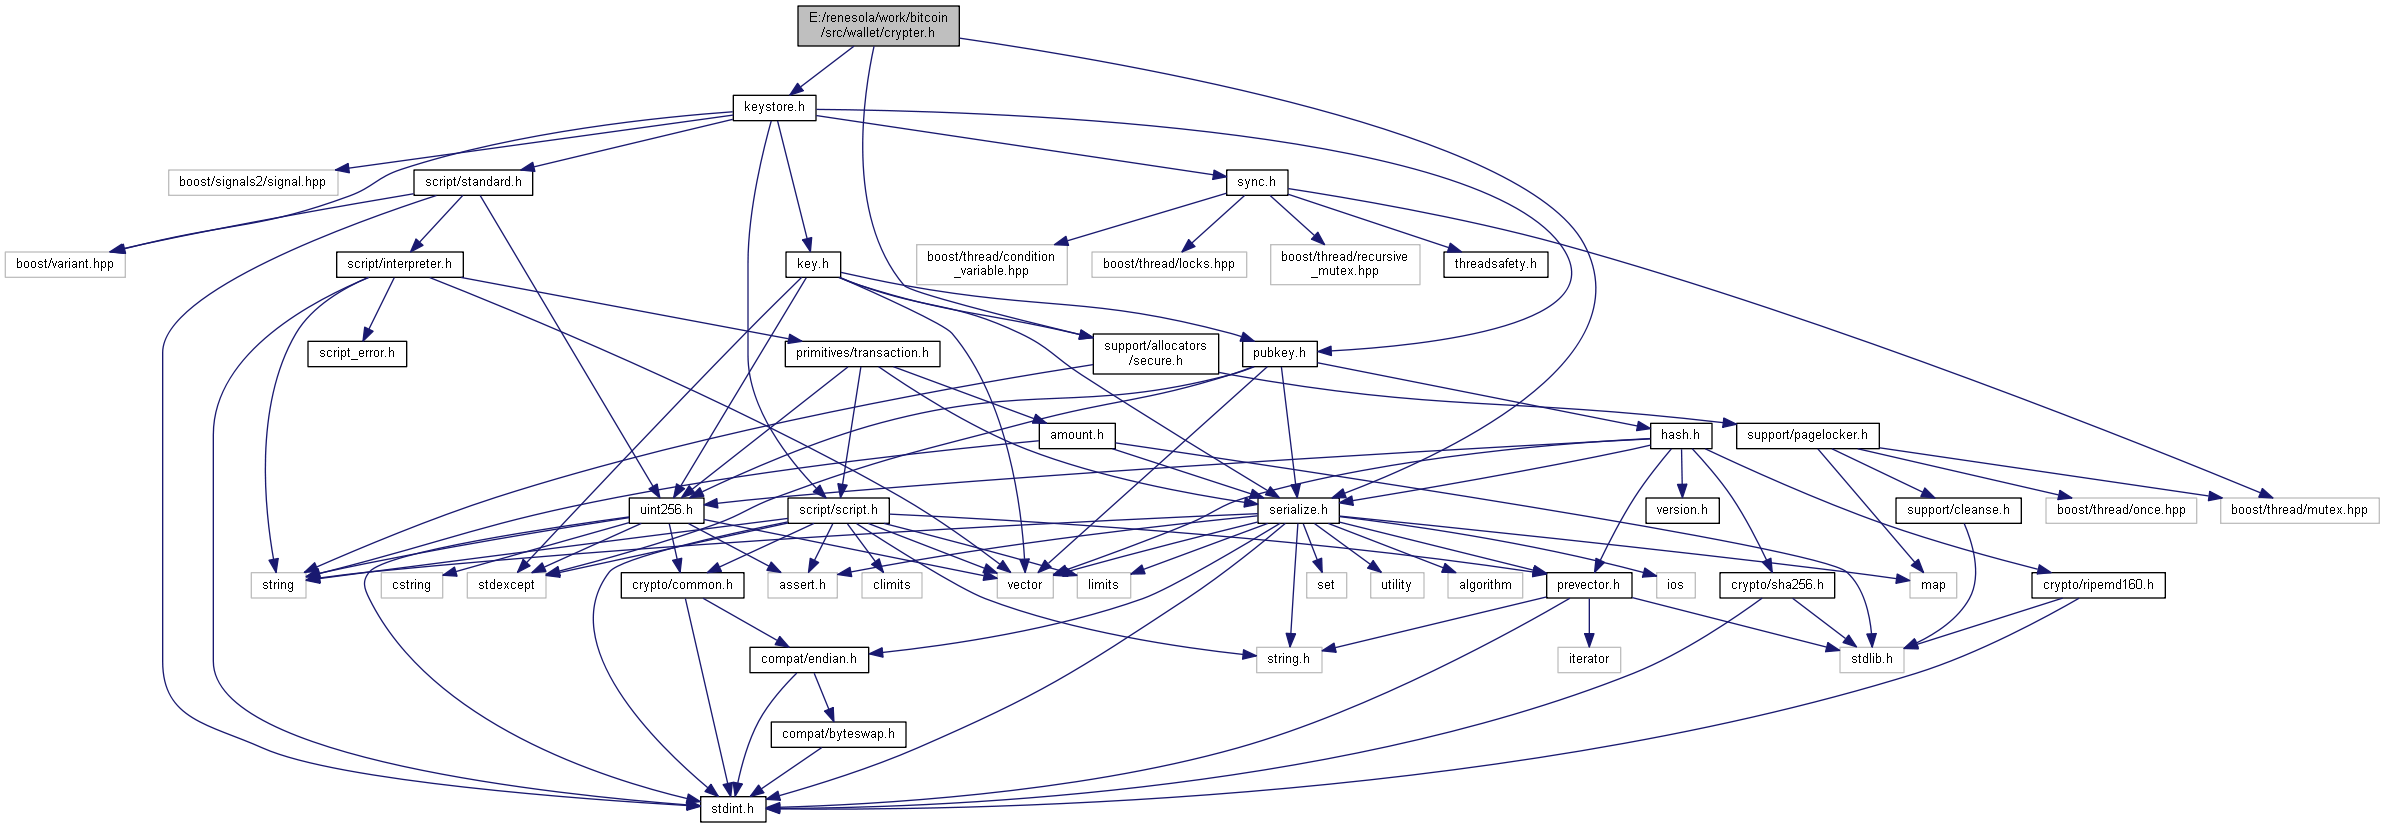 E:/renesola/work/bitcoin
/src/wallet/crypter.h
keystore.h
boost/signals2/signal.hpp
script/standard.h
sync.h
boost/variant.hpp
script/interpreter.h
key.h
boost/thread/condition
_variable.hpp
boost/thread/locks.hpp
boost/thread/recursive
_mutex.hpp
threadsafety.h
script_error.h
primitives/transaction.h
support/allocators
/secure.h
pubkey.h
amount.h
hash.h
support/pagelocker.h
uint256.h
script/script.h
serialize.h
version.h
support/cleanse.h
boost/thread/once.hpp
boost/thread/mutex.hpp
string
cstring
stdexcept
crypto/common.h
assert.h
climits
vector
limits
set
utility
algorithm
prevector.h
ios
crypto/sha256.h
map
crypto/ripemd160.h
compat/endian.h
string.h
iterator
stdlib.h
compat/byteswap.h
stdint.h